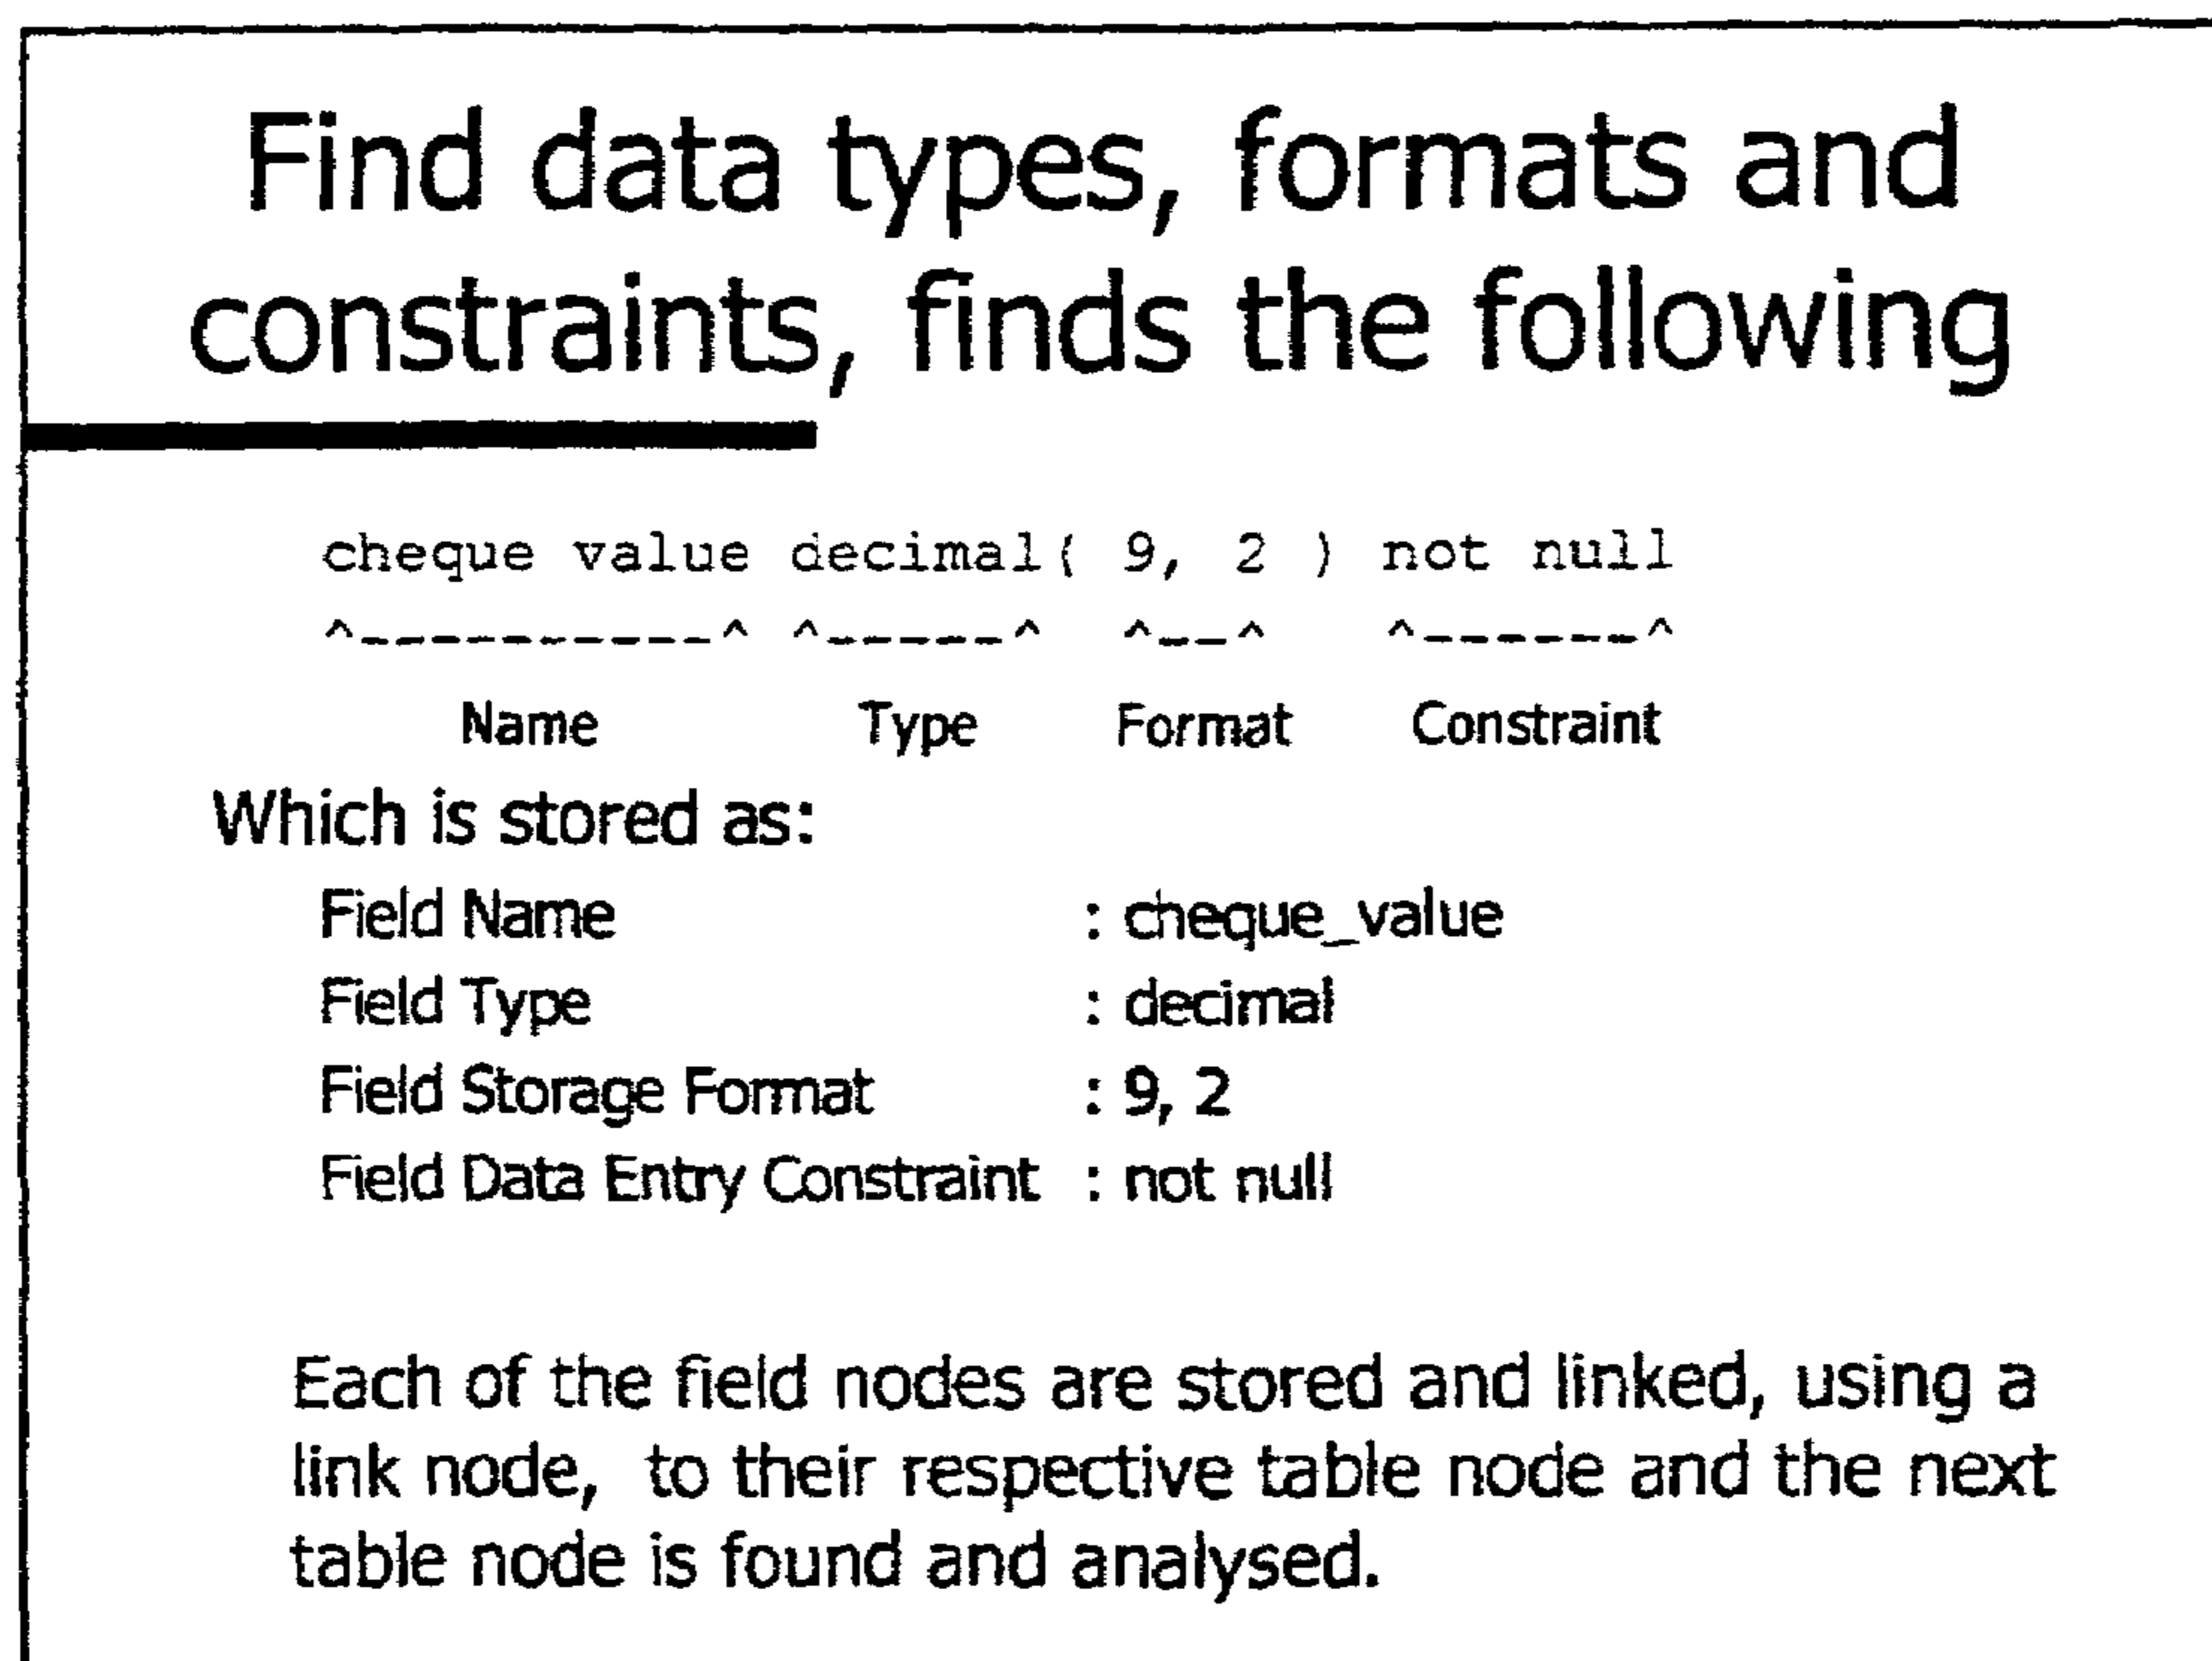 Find data types, formats and
constraints, finds the following
cheque value decimal( 9, 2 ) not null
^----------^ ^-----^ ^--^ ^------^
Name Type Format Constraint
Which is stored as:
Field Name : cheque_value
Field Type : decimal
Field Storage Format : 9, 2
Field Data Entry Constraint : not null
Each of the field nodes are stored and linked, using a
link node, to their respective table node and the next
table node is found and analysed.